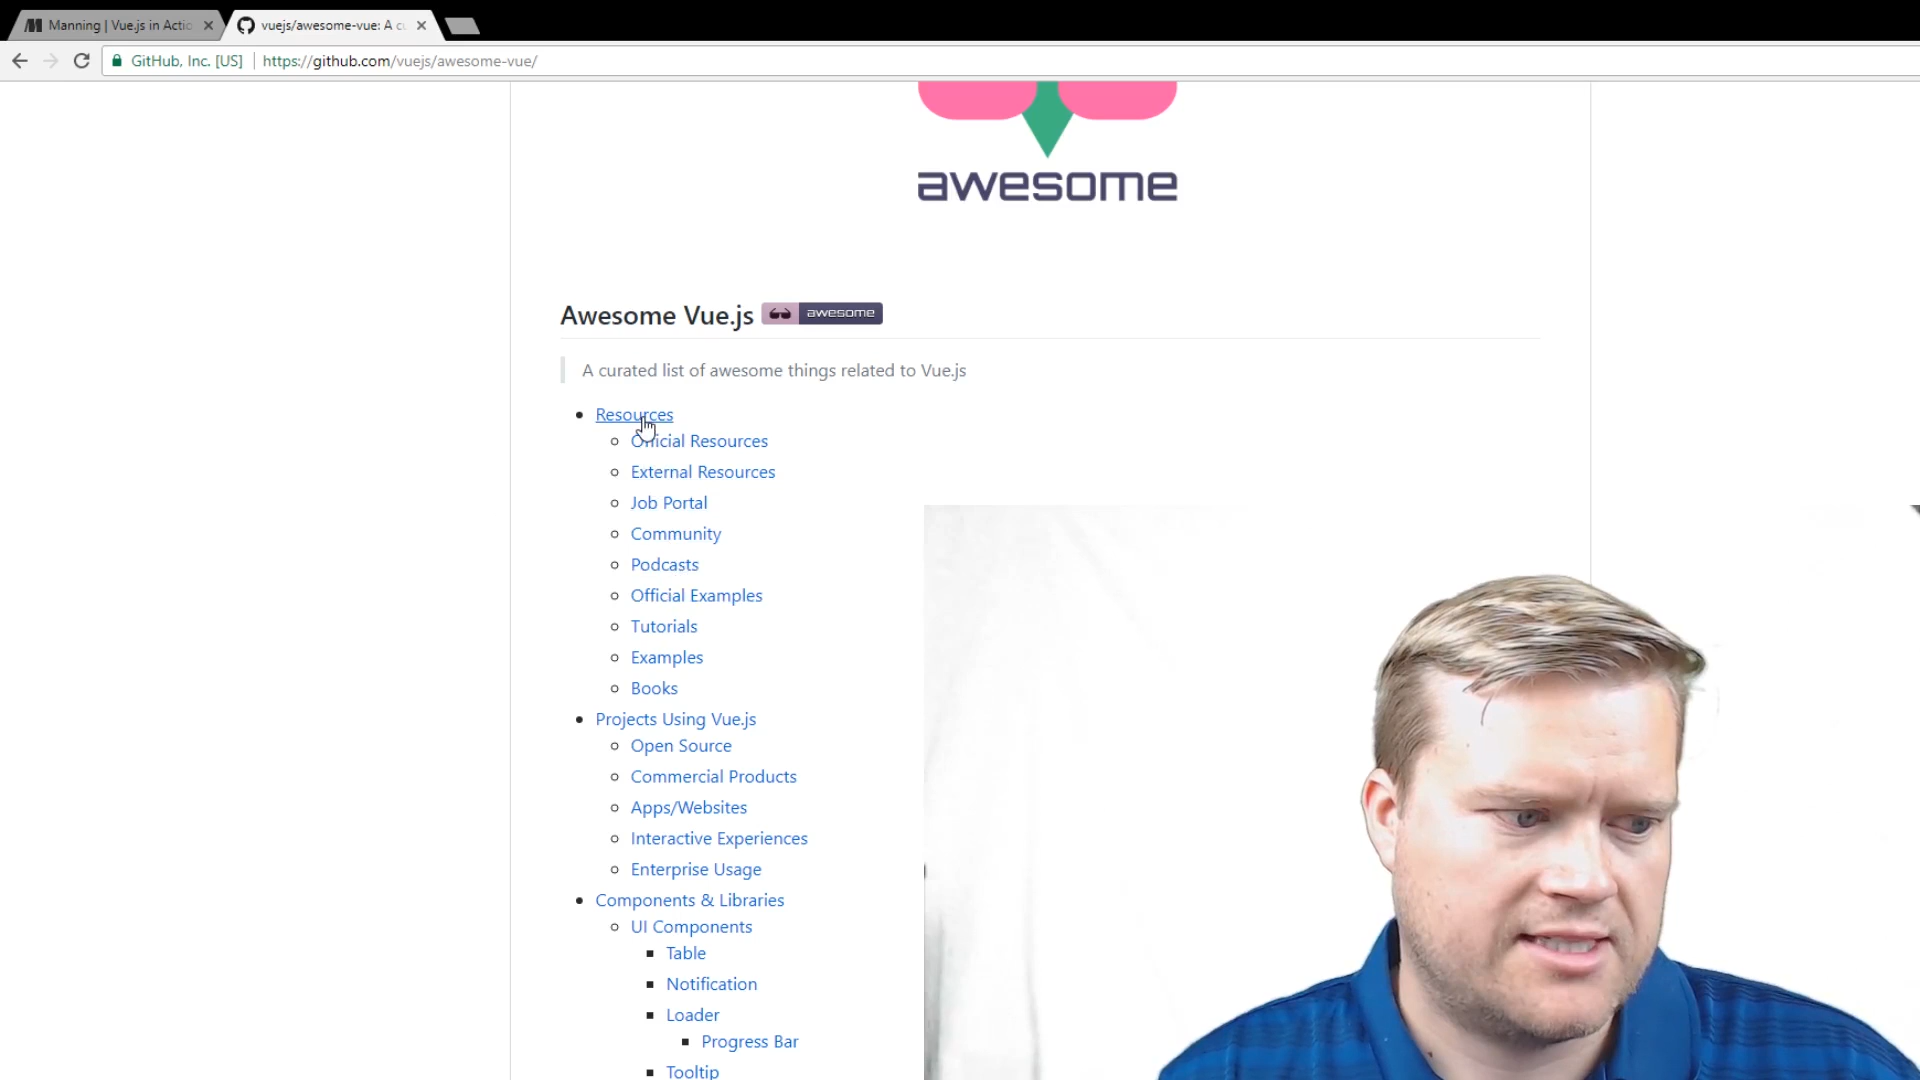 Manning | Vue.js in Actio
vuejs/awesome-vue: A cu
GitHub, Inc. [US] https://github.com/vuejs/awesome-vue/
awesome
Awesome Vue.js awesome
A curated list of awesome things related to Vue.js
Resources
Official Resources
External Resources
Job Portal
Community
Podcasts
Official Examples
Tutorials
Examples
Books
Projects Using Vue.js
Open Source
Commercial Products
Apps/Websites
Interactive Experiences
Enterprise Usage
Components & Libraries
UI Components
Table
Notification
Loader
Progress Bar
Tooltip